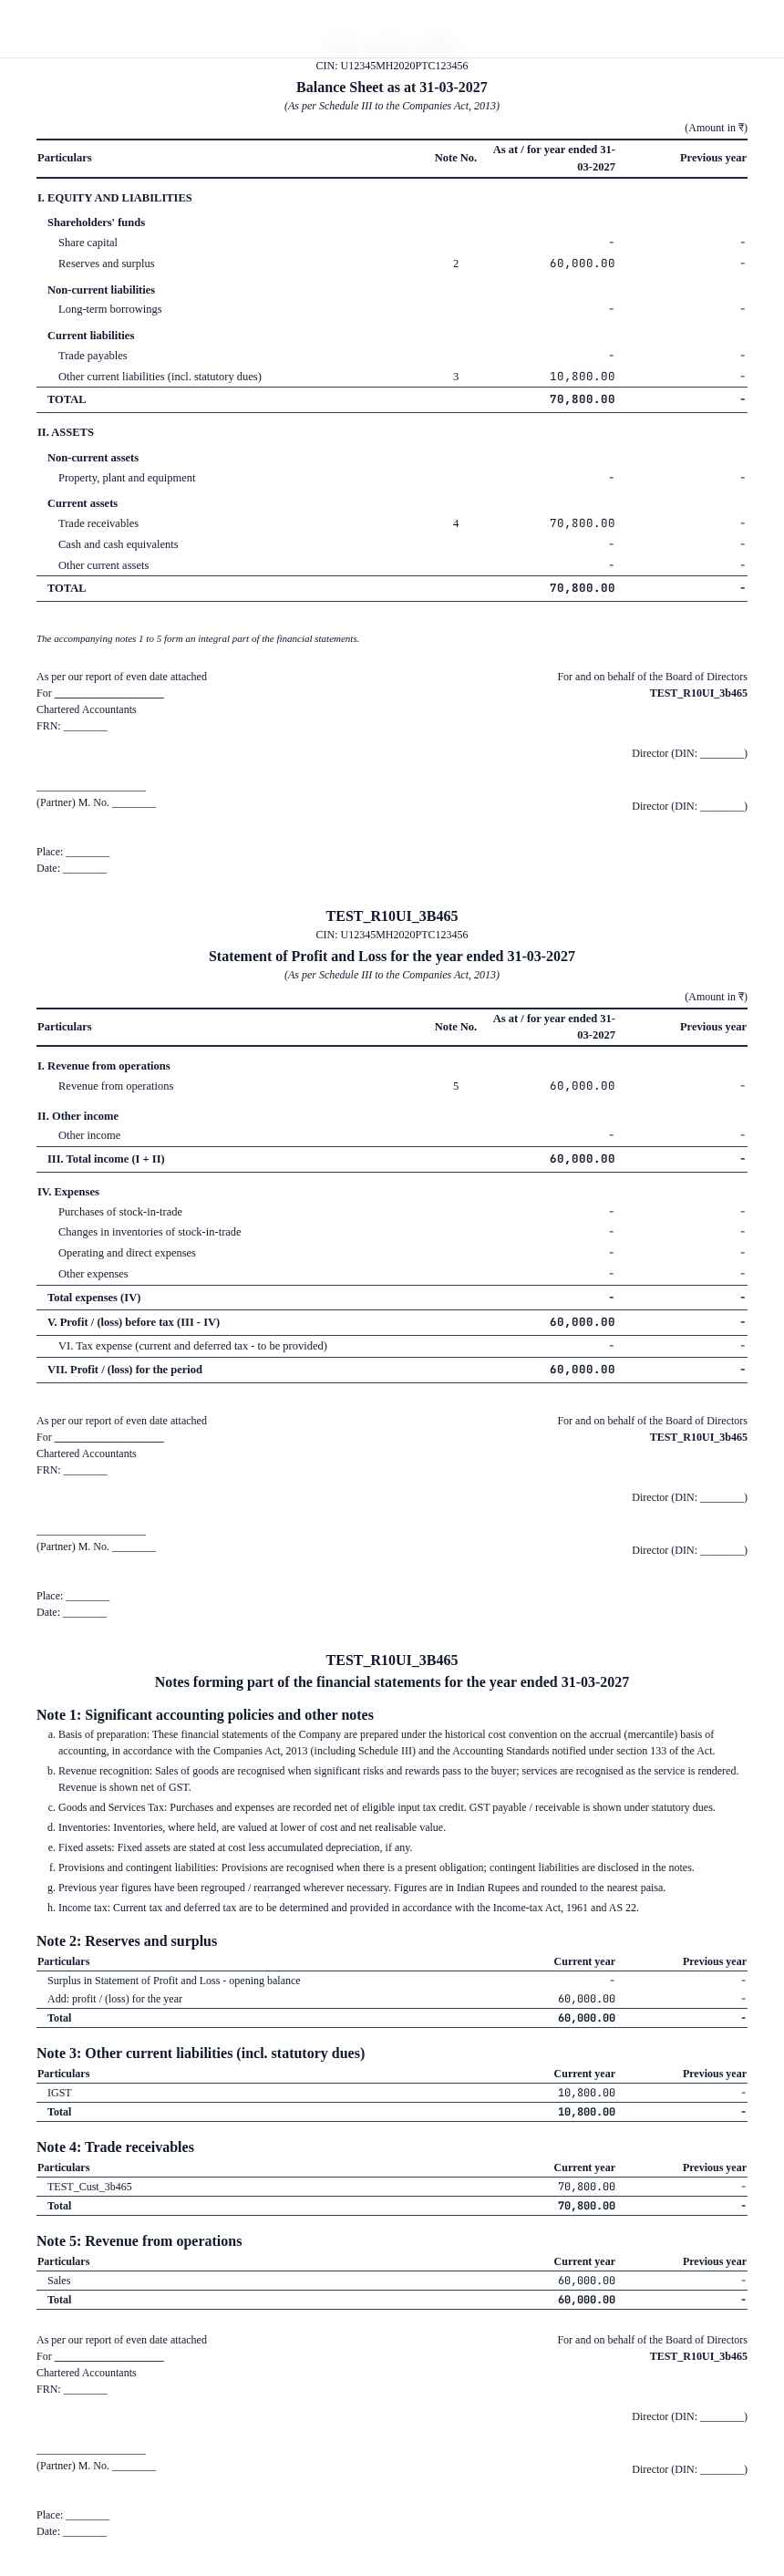 CIN: U12345MH2020PTC123456
Balance Sheet as at 31-03-2027
(As per Schedule III to the Companies Act, 2013)
(Amount in ₹)
Particulars Note No. As at / for year ended 31-03-2027 Previous year
I. EQUITY AND LIABILITIES
Shareholders' funds
Share capital - -
Reserves and surplus 2 60,000.00 -
Non-current liabilities
Long-term borrowings - -
Current liabilities
Trade payables - -
Other current liabilities (incl. statutory dues) 3 10,800.00 -
TOTAL 70,800.00 -
II. ASSETS
Non-current assets
Property, plant and equipment - -
Current assets
Trade receivables 4 70,800.00 -
Cash and cash equivalents - -
Other current assets - -
TOTAL 70,800.00 -
The accompanying notes 1 to 5 form an integral part of the financial statements.
As per our report of even date attached For and on behalf of the Board of Directors
For ____________________ TEST_R10UI_3b465
Chartered Accountants
FRN: ________
Director (DIN: ________)
____________________
(Partner) M. No. ________ Director (DIN: ________)
Place: ________
Date: ________
TEST_R10UI_3B465
CIN: U12345MH2020PTC123456
Statement of Profit and Loss for the year ended 31-03-2027
(As per Schedule III to the Companies Act, 2013)
(Amount in ₹)
Particulars Note No. As at / for year ended 31-03-2027 Previous year
I. Revenue from operations
Revenue from operations 5 60,000.00 -
II. Other income
Other income - -
III. Total income (I + II) 60,000.00 -
IV. Expenses
Purchases of stock-in-trade - -
Changes in inventories of stock-in-trade - -
Operating and direct expenses - -
Other expenses - -
Total expenses (IV) - -
V. Profit / (loss) before tax (III - IV) 60,000.00 -
VI. Tax expense (current and deferred tax - to be provided) - -
VII. Profit / (loss) for the period 60,000.00 -
As per our report of even date attached For and on behalf of the Board of Directors
For ____________________ TEST_R10UI_3b465
Chartered Accountants
FRN: ________
Director (DIN: ________)
____________________
(Partner) M. No. ________ Director (DIN: ________)
Place: ________
Date: ________
TEST_R10UI_3B465
Notes forming part of the financial statements for the year ended 31-03-2027
Note 1: Significant accounting policies and other notes
a. Basis of preparation: These financial statements of the Company are prepared under the historical cost convention on the accrual (mercantile) basis of
accounting, in accordance with the Companies Act, 2013 (including Schedule III) and the Accounting Standards notified under section 133 of the Act.
b. Revenue recognition: Sales of goods are recognised when significant risks and rewards pass to the buyer; services are recognised as the service is rendered.
Revenue is shown net of GST.
c. Goods and Services Tax: Purchases and expenses are recorded net of eligible input tax credit. GST payable / receivable is shown under statutory dues.
d. Inventories: Inventories, where held, are valued at lower of cost and net realisable value.
e. Fixed assets: Fixed assets are stated at cost less accumulated depreciation, if any.
f. Provisions and contingent liabilities: Provisions are recognised when there is a present obligation; contingent liabilities are disclosed in the notes.
g. Previous year figures have been regrouped / rearranged wherever necessary. Figures are in Indian Rupees and rounded to the nearest paisa.
h. Income tax: Current tax and deferred tax are to be determined and provided in accordance with the Income-tax Act, 1961 and AS 22.
Note 2: Reserves and surplus
Particulars Current year Previous year
Surplus in Statement of Profit and Loss - opening balance - -
Add: profit / (loss) for the year 60,000.00 -
Total 60,000.00 -
Note 3: Other current liabilities (incl. statutory dues)
Particulars Current year Previous year
IGST 10,800.00 -
Total 10,800.00 -
Note 4: Trade receivables
Particulars Current year Previous year
TEST_Cust_3b465 70,800.00 -
Total 70,800.00 -
Note 5: Revenue from operations
Particulars Current year Previous year
Sales 60,000.00 -
Total 60,000.00 -
As per our report of even date attached For and on behalf of the Board of Directors
For ____________________ TEST_R10UI_3b465
Chartered Accountants
FRN: ________
Director (DIN: ________)
____________________
(Partner) M. No. ________ Director (DIN: ________)
Place: ________
Date: ________